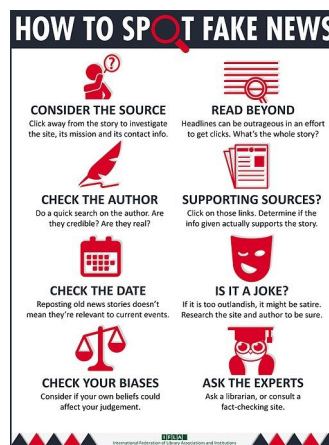 HOW TO SPOT FAKE NEWS
CONSIDER THE SOURCE
Click away from the story to investigate
the site, its mission and its contact info.
READ BEYOND
Headlines can be outrageous in an effort
to get clicks. What's the whole story?
CHECK THE AUTHOR
Do a quick search on the author. Are
they credible? Are they real?
SUPPORTING SOURCES?
Click on those links. Determine if the
info given actually supports the story.
CHECK THE DATE
Reposting old news stories doesn't
mean they're relevant to current events.
IS IT A JOKE?
If it is too outlandish, it might be satire.
Research the site and author to be sure.
CHECK YOUR BIASES
Consider if your own beliefs could
affect your judgement.
ASK THE EXPERTS
Ask a librarian, or consult a
fact-checking site.
IFLA
International Federation of Library Associations and Institutions